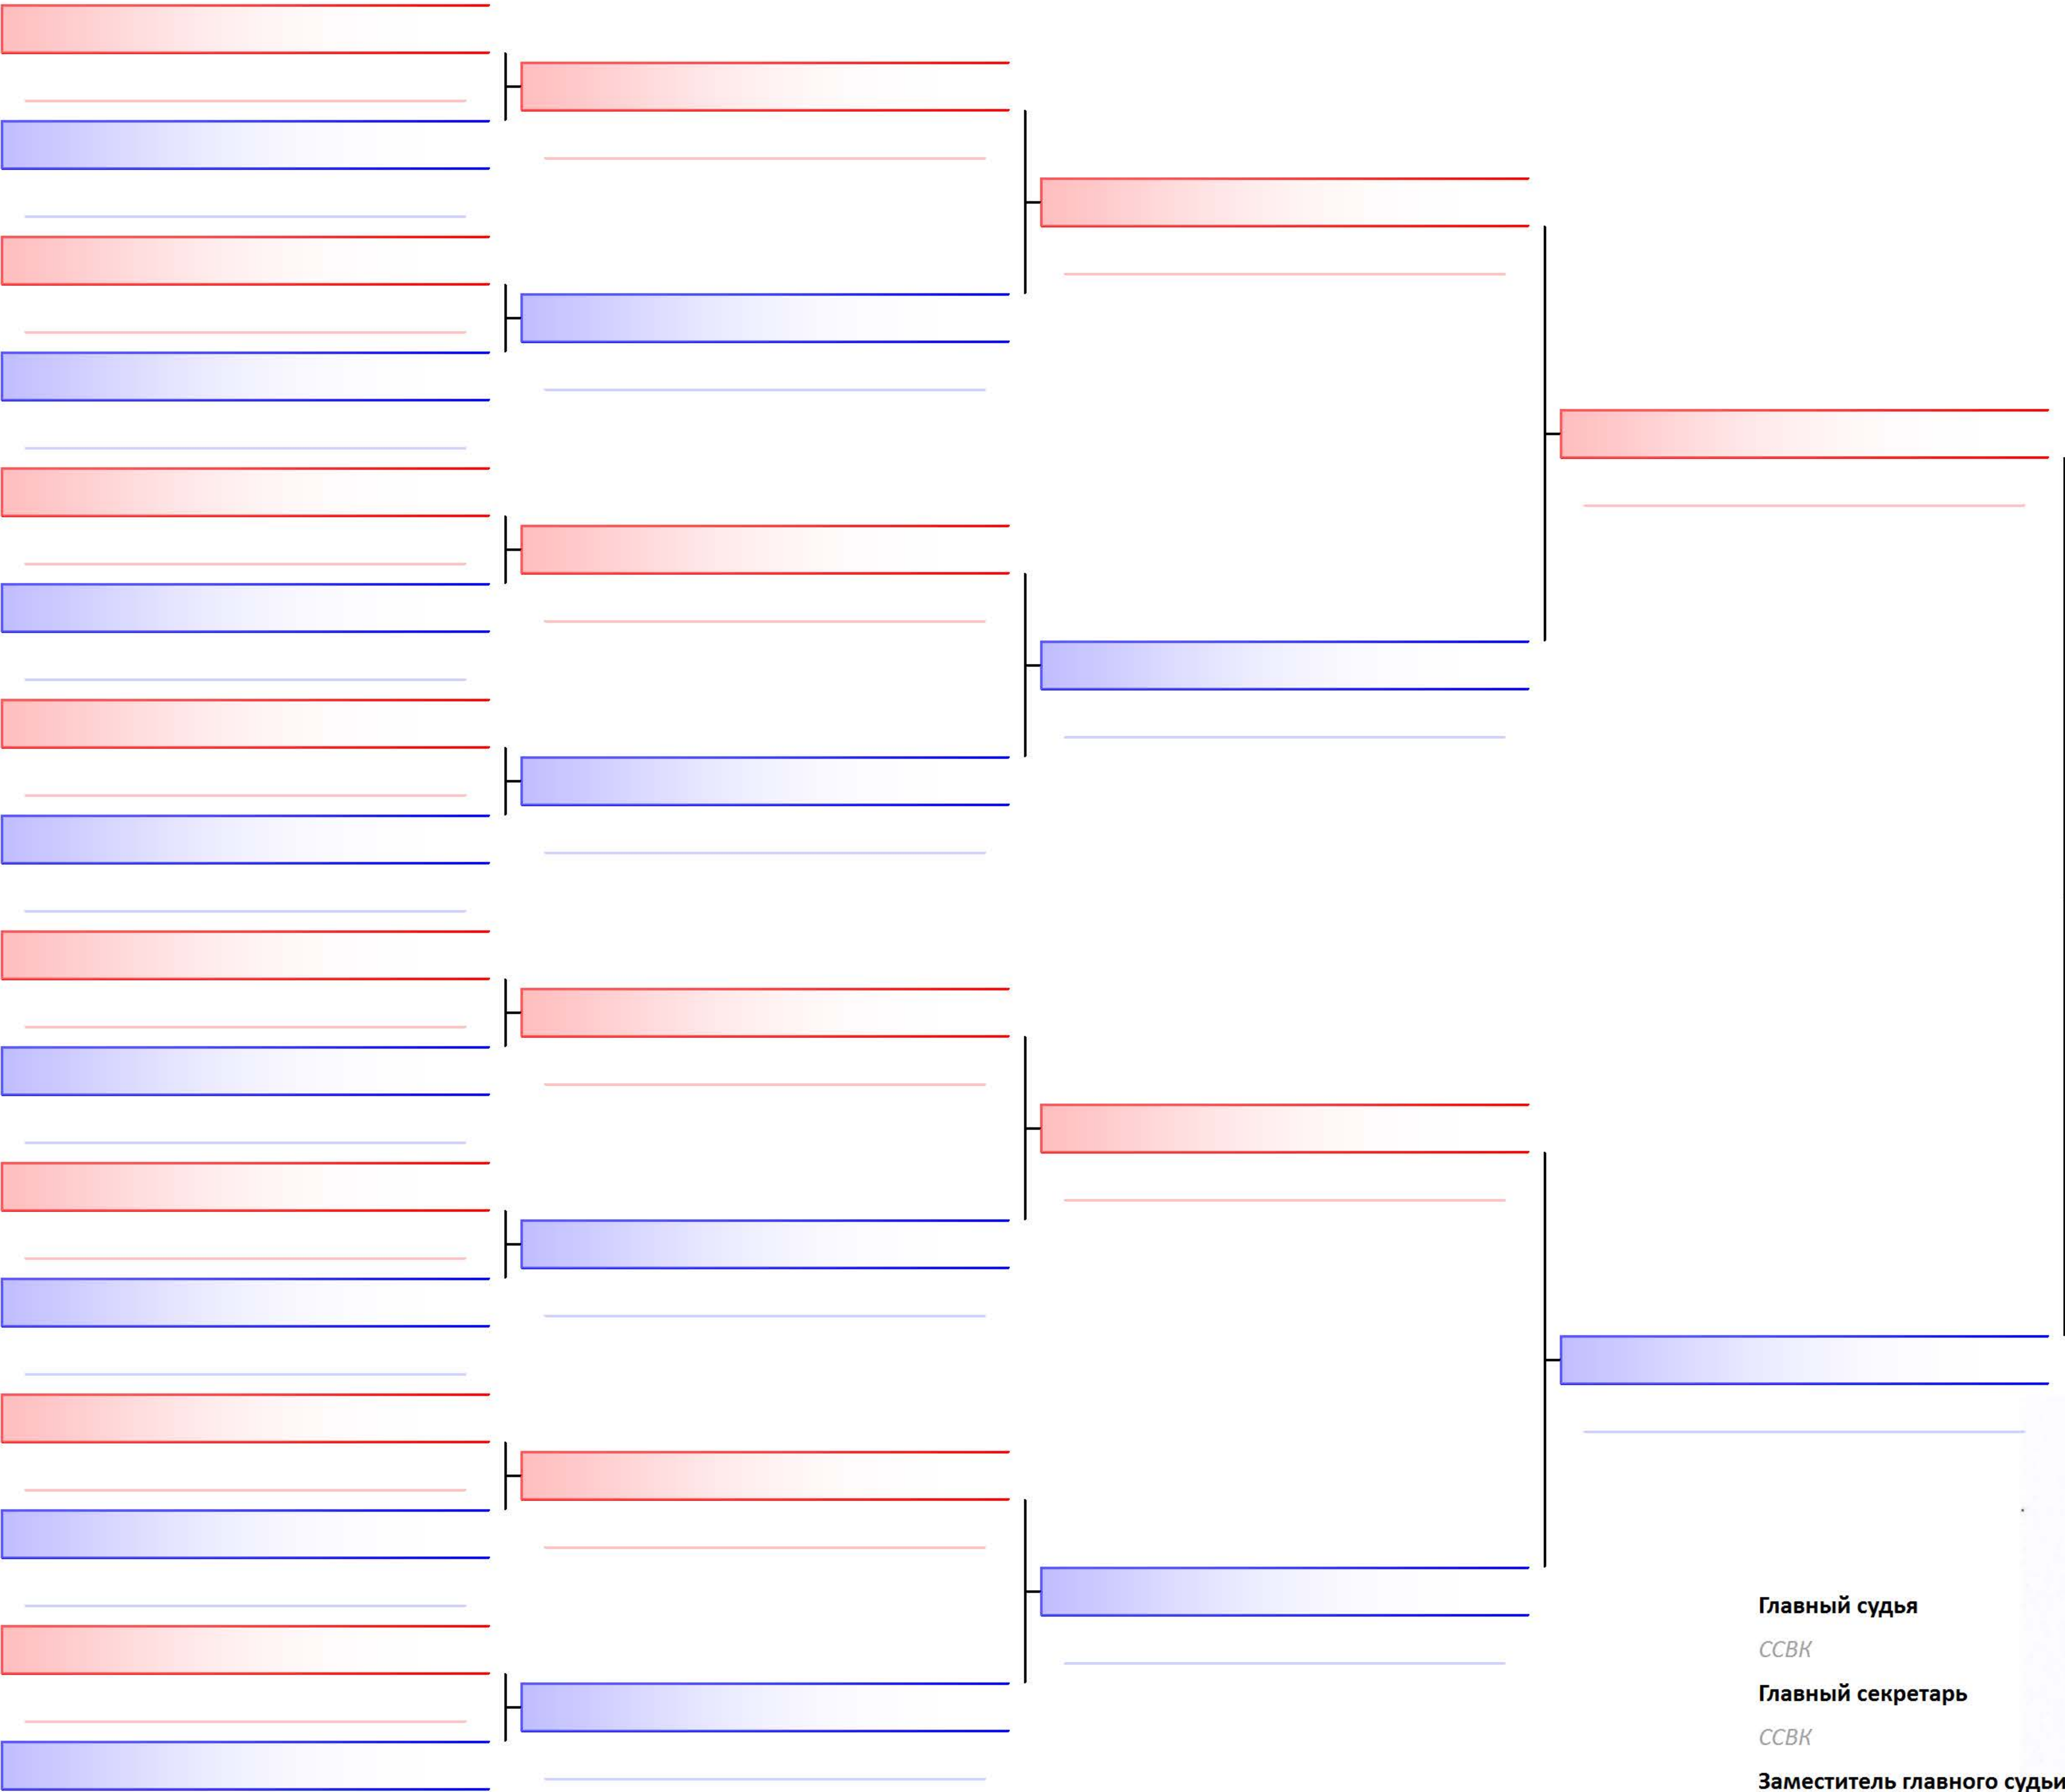 Главный судья
ССВК
Главный секретарь
ССВК
Заместитель главного судьи